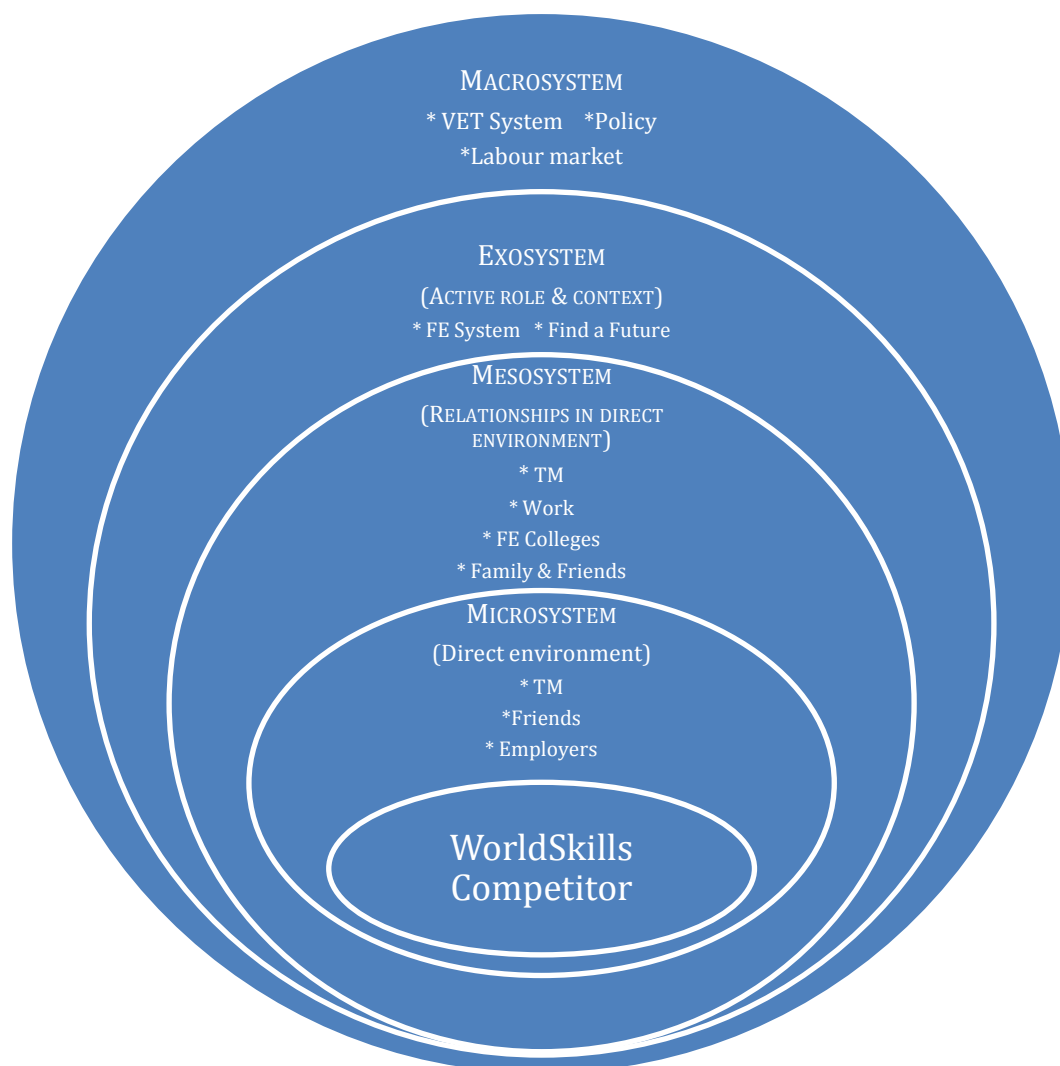 MACROSYSTEM
* VET System *Policy
*Labour market
EXOSYSTEM
(ACTIVE ROLE & CONTEXT)
* FE System * Find a Future
MESOSYSTEM
(RELATIONSHIPS IN DIRECT
ENVIRONMENT)
* TM
* Work
* FE Colleges
* Family & Friends
MICROSYSTEM
(Direct environment)
* TM
*Friends
* Employers
WorldSkills
Competitor